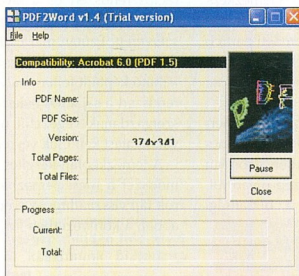 PDF2Word v1.4 (Trial version)
File Help
Compatibility: Acrobat 6.0 (PDF 1.5)
Info
PDF Name:
PDF Size:
Version:
374x341
Total Pages:
Total Files:
Pause
Close
Progress
Current:
Total: